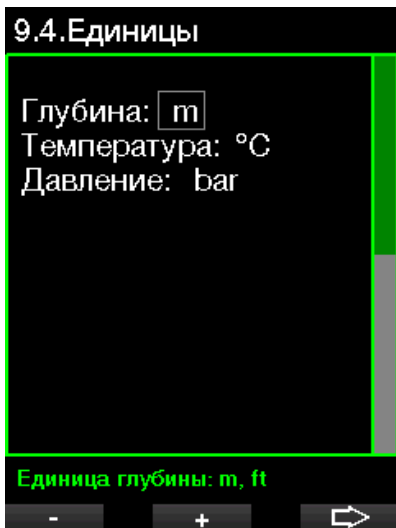 9.4.Единицы
Глубина: m
Температура: °C
Давление: bar
Единица глубины: m, ft
- + ⇨